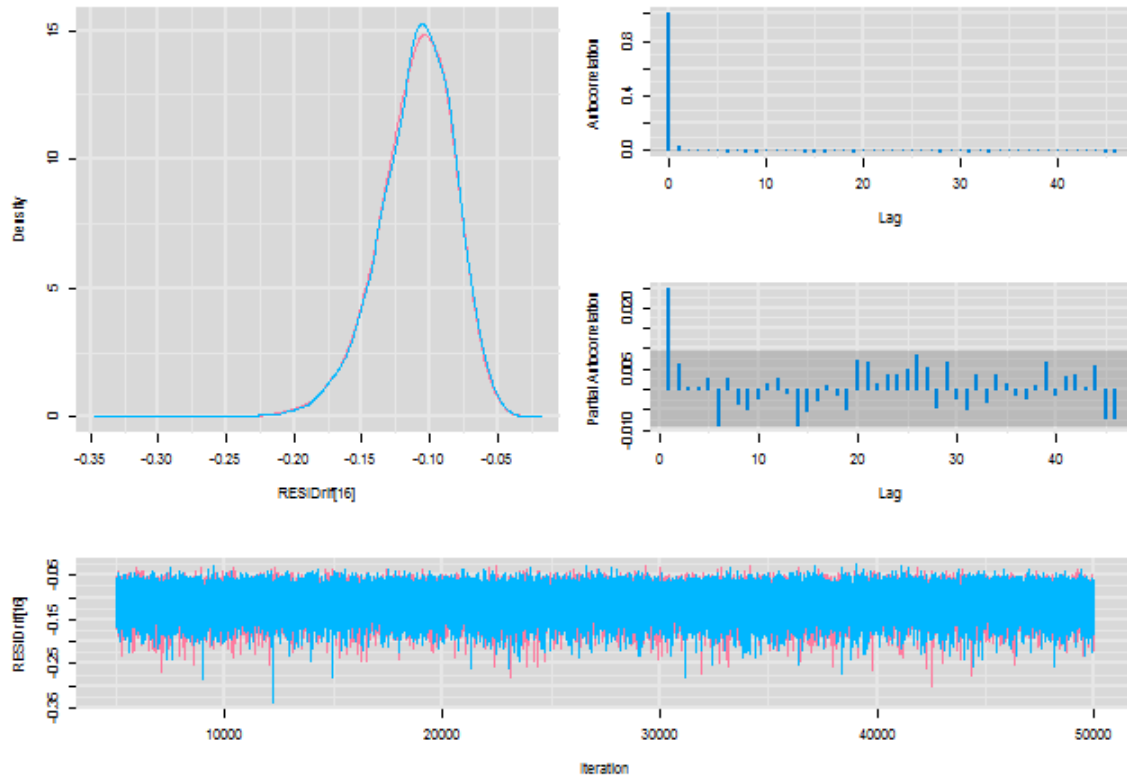 Density
15
10
5
0
-0.35 -0.30 -0.25 -0.20 -0.15 -0.10 -0.05
RESIDrif[16]
Autocorrelation
0.8
0.4
0.0
0 10 20 30 40
Lag
Partial Autocorrelation
0.020
0.005
-0.010
0 10 20 30 40
Lag
RESIDrif[16]
-0.05
-0.15
-0.25
-0.35
10000 20000 30000 40000 50000
Iteration